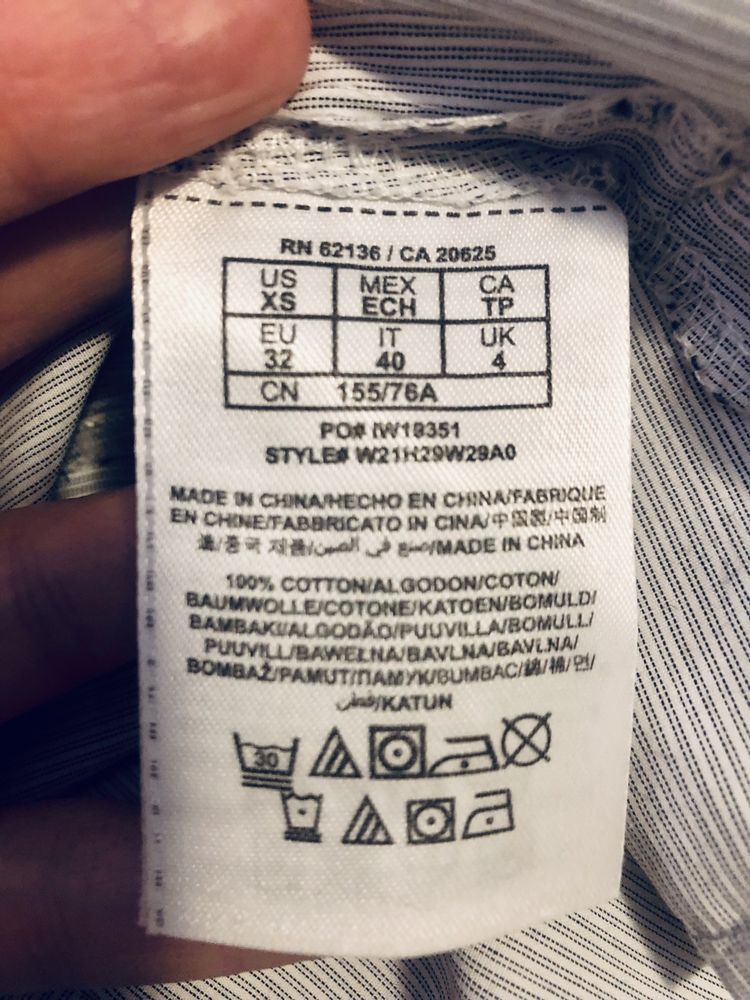 RN 62136 / CA 20625
US MEX CA
XS ECH TP
EU IT UK
32 40 4
CN 155/76A
PO# IW19351
STYLE# W21H29W29A0
MADE IN CHINA/HECHO EN CHINA/FABRIQUE
EN CHINE/FABBRICATO IN CINA/中国製/中国制
造/중국 제품/صنع في الصين/MADE IN CHINA
100% COTTON/ALGODON/COTON/
BAUMWOLLE/COTONE/KATOEN/BOMULD/
BAMBAKI/ALGODÃO/PUUVILLA/BOMULL/
PUUVILL/BAWEŁNA/BAVLNA/BAVLNA/
BOMBAŽ/PAMUT/ПАМУК/BUMBAC/綿/棉/면/
قطن/KATUN
30